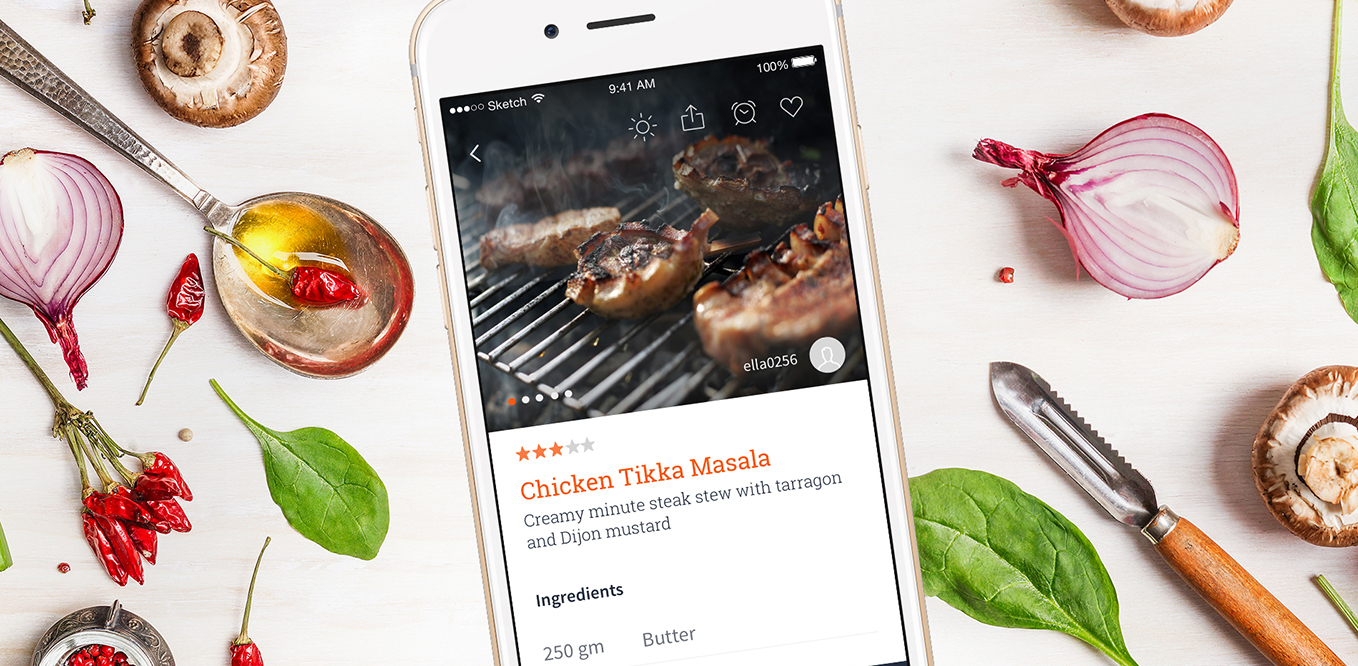 Sketch 9:41 AM 100%
ella0256
Chicken Tikka Masala
Creamy minute steak stew with tarragon
and Dijon mustard
Ingredients
250 gm Butter